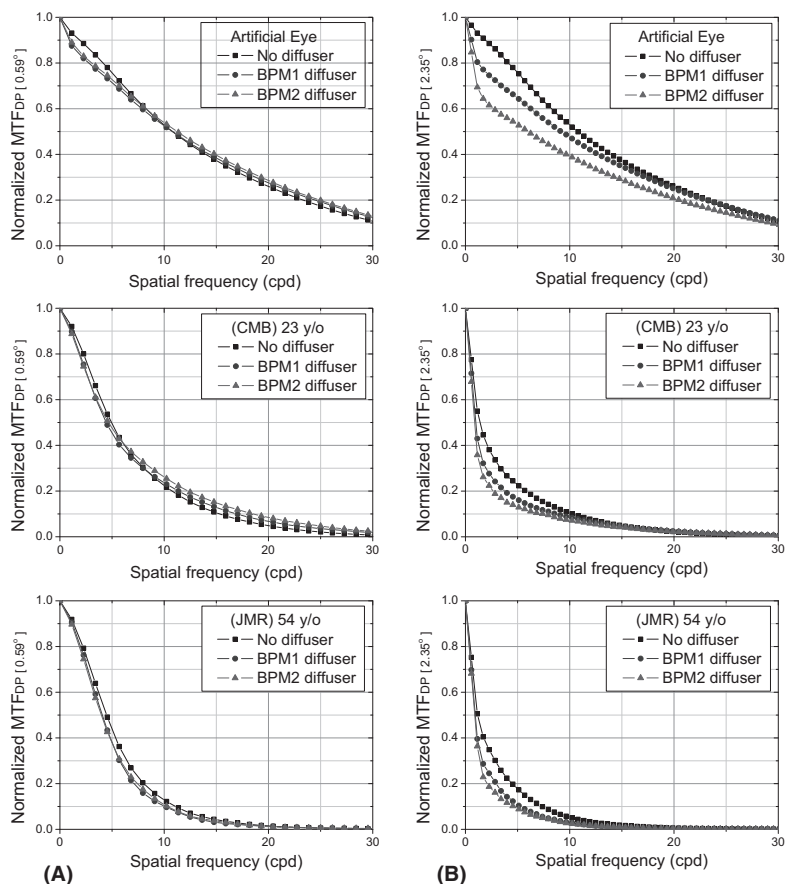 Normalized MTFDP [ 0.59° ]
1.0
0.8
0.6
0.4
0.2
0.0
Artificial Eye
No diffuser
BPM1 diffuser
BPM2 diffuser
0 10 20 30
Spatial frequency (cpd)
Normalized MTFDP [ 2.35° ]
1.0
0.8
0.6
0.4
0.2
0.0
Artificial Eye
No diffuser
BPM1 diffuser
BPM2 diffuser
0 10 20 30
Spatial frequency (cpd)
Normalized MTFDP [ 0.59° ]
1.0
0.8
0.6
0.4
0.2
0.0
(CMB) 23 y/o
No diffuser
BPM1 diffuser
BPM2 diffuser
0 10 20 30
Spatial frequency (cpd)
Normalized MTFDP [ 2.35° ]
1.0
0.8
0.6
0.4
0.2
0.0
(CMB) 23 y/o
No diffuser
BPM1 diffuser
BPM2 diffuser
0 10 20 30
Spatial frequency (cpd)
Normalized MTFDP [ 0.59° ]
1.0
0.8
0.6
0.4
0.2
0.0
(JMR) 54 y/o
No diffuser
BPM1 diffuser
BPM2 diffuser
0 10 20 30
Spatial frequency (cpd)
(A)
Normalized MTFDP [ 2.35° ]
1.0
0.8
0.6
0.4
0.2
0.0
(JMR) 54 y/o
No diffuser
BPM1 diffuser
BPM2 diffuser
0 10 20 30
Spatial frequency (cpd)
(B)